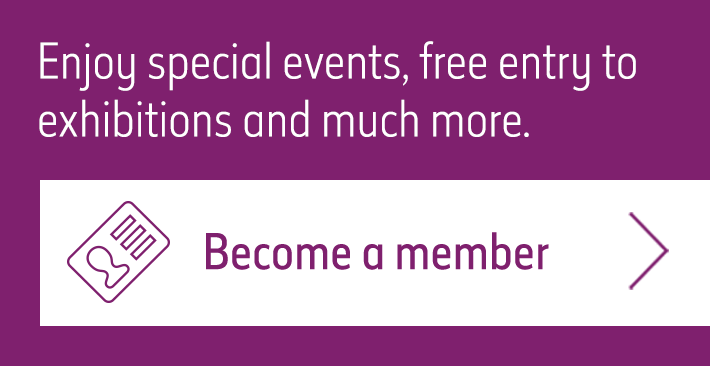 Enjoy special events, free entry to
exhibitions and much more.
Become a member